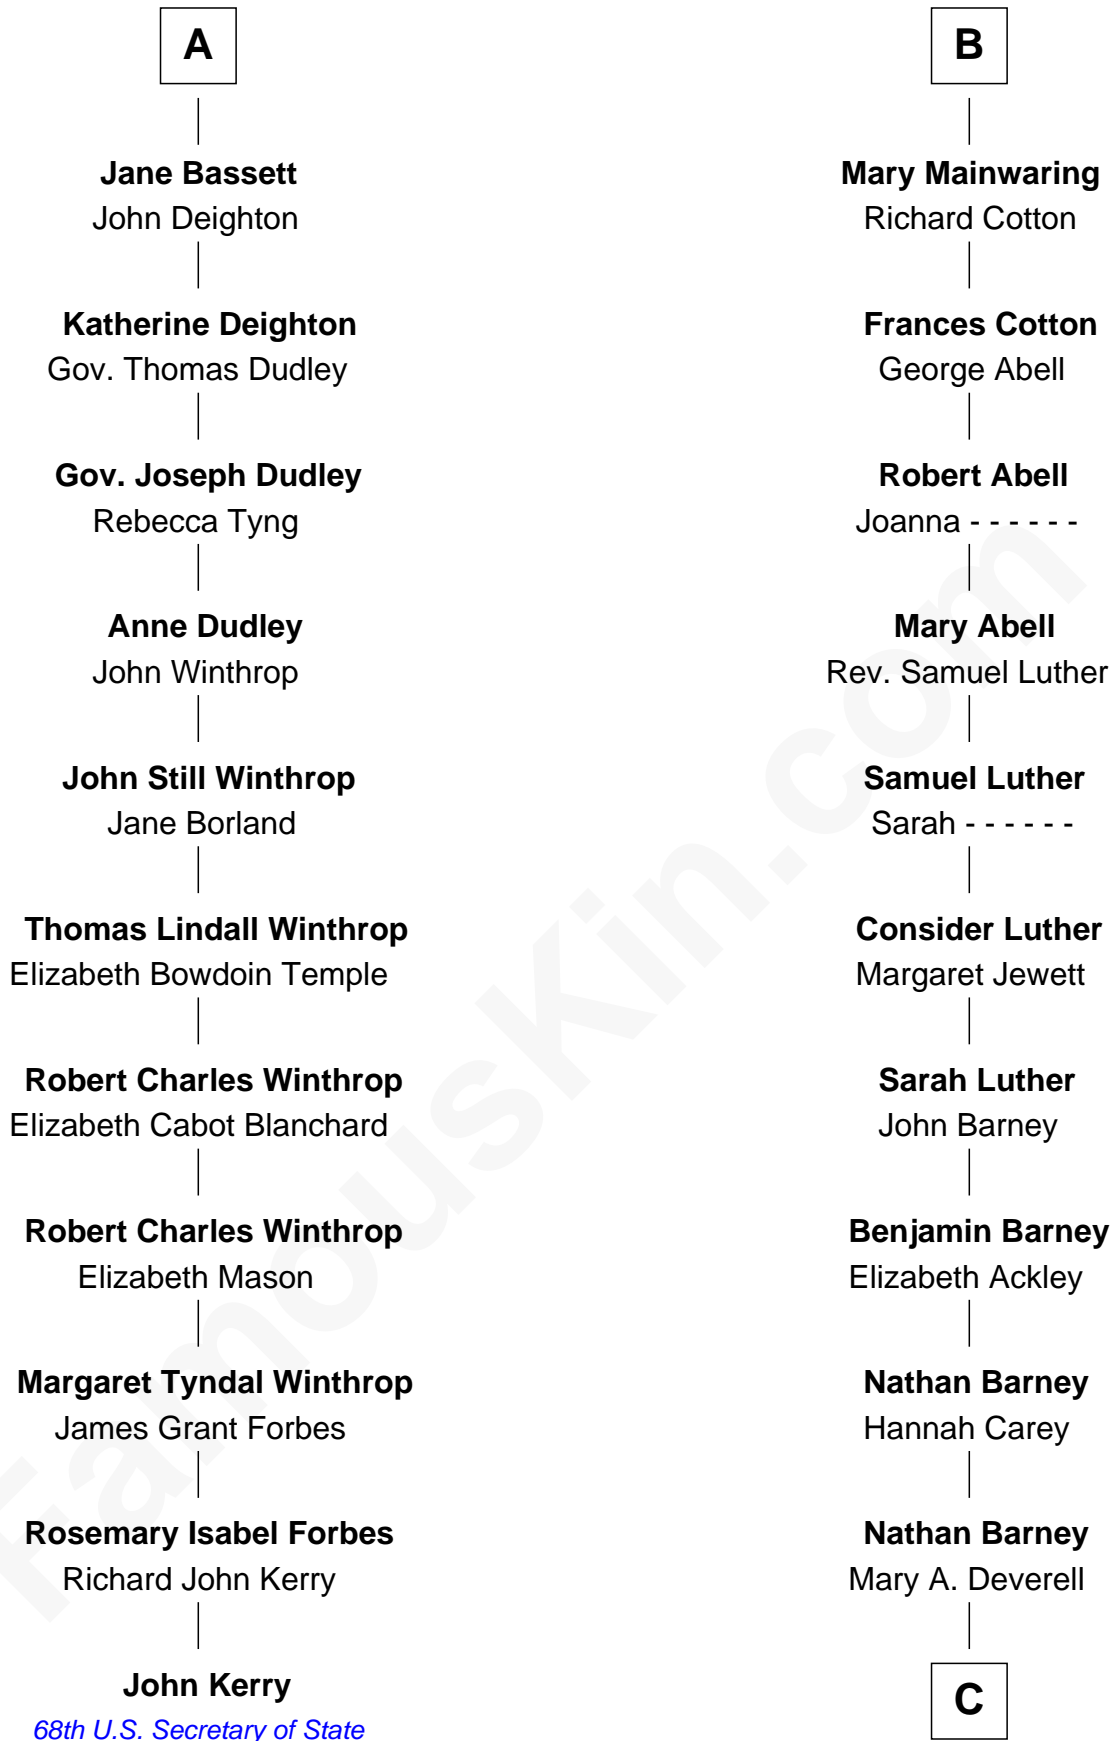 A
Jane Bassett
John Deighton
Katherine Deighton
Gov. Thomas Dudley
Gov. Joseph Dudley
Rebecca Tyng
Anne Dudley
John Winthrop
John Still Winthrop
Jane Borland
Thomas Lindall Winthrop
Elizabeth Bowdoin Temple
Robert Charles Winthrop
Elizabeth Cabot Blanchard
Robert Charles Winthrop
Elizabeth Mason
Margaret Tyndal Winthrop
James Grant Forbes
Rosemary Isabel Forbes
Richard John Kerry
John Kerry
68th U.S. Secretary of State
B
Mary Mainwaring
Richard Cotton
Frances Cotton
George Abell
Robert Abell
Joanna - - - - - -
Mary Abell
Rev. Samuel Luther
Samuel Luther
Sarah - - - - - -
Consider Luther
Margaret Jewett
Sarah Luther
John Barney
Benjamin Barney
Elizabeth Ackley
Nathan Barney
Hannah Carey
Nathan Barney
Mary A. Deverell
C
FamousKin.com